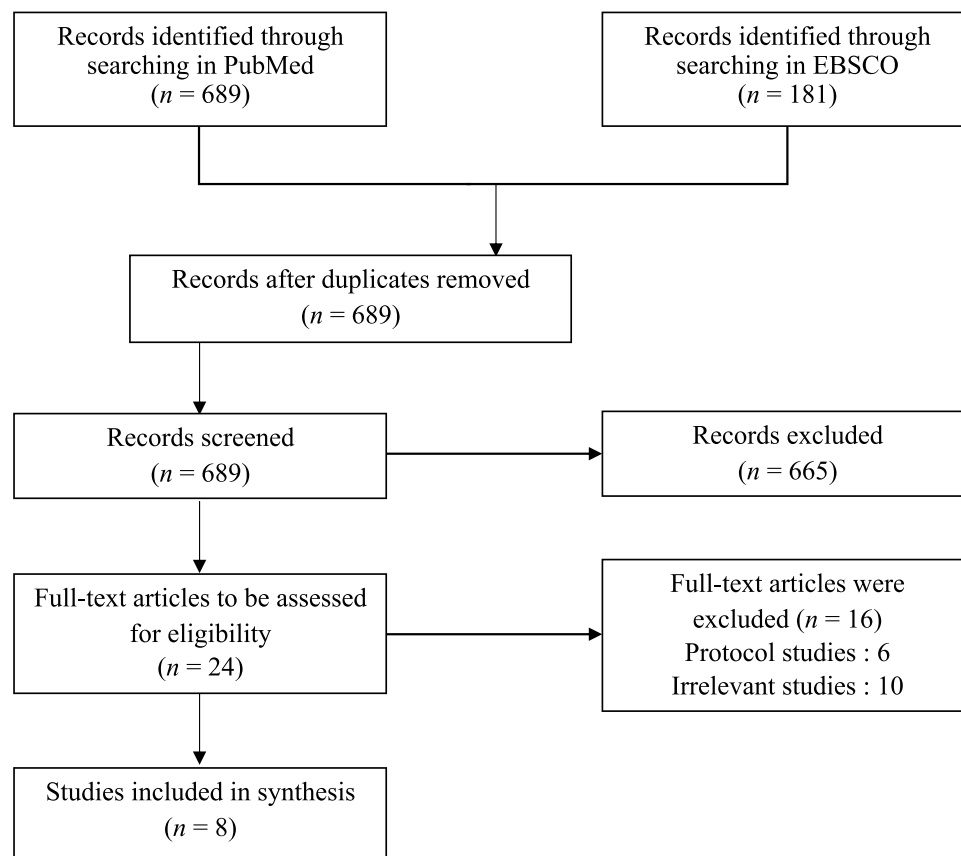 Records identified through
searching in PubMed
(n = 689)
Records identified through
searching in EBSCO
(n = 181)
Records after duplicates removed
(n = 689)
Records screened
(n = 689)
Records excluded
(n = 665)
Full-text articles to be assessed
for eligibility
(n = 24)
Full-text articles were
excluded (n = 16)
Protocol studies : 6
Irrelevant studies : 10
Studies included in synthesis
(n = 8)